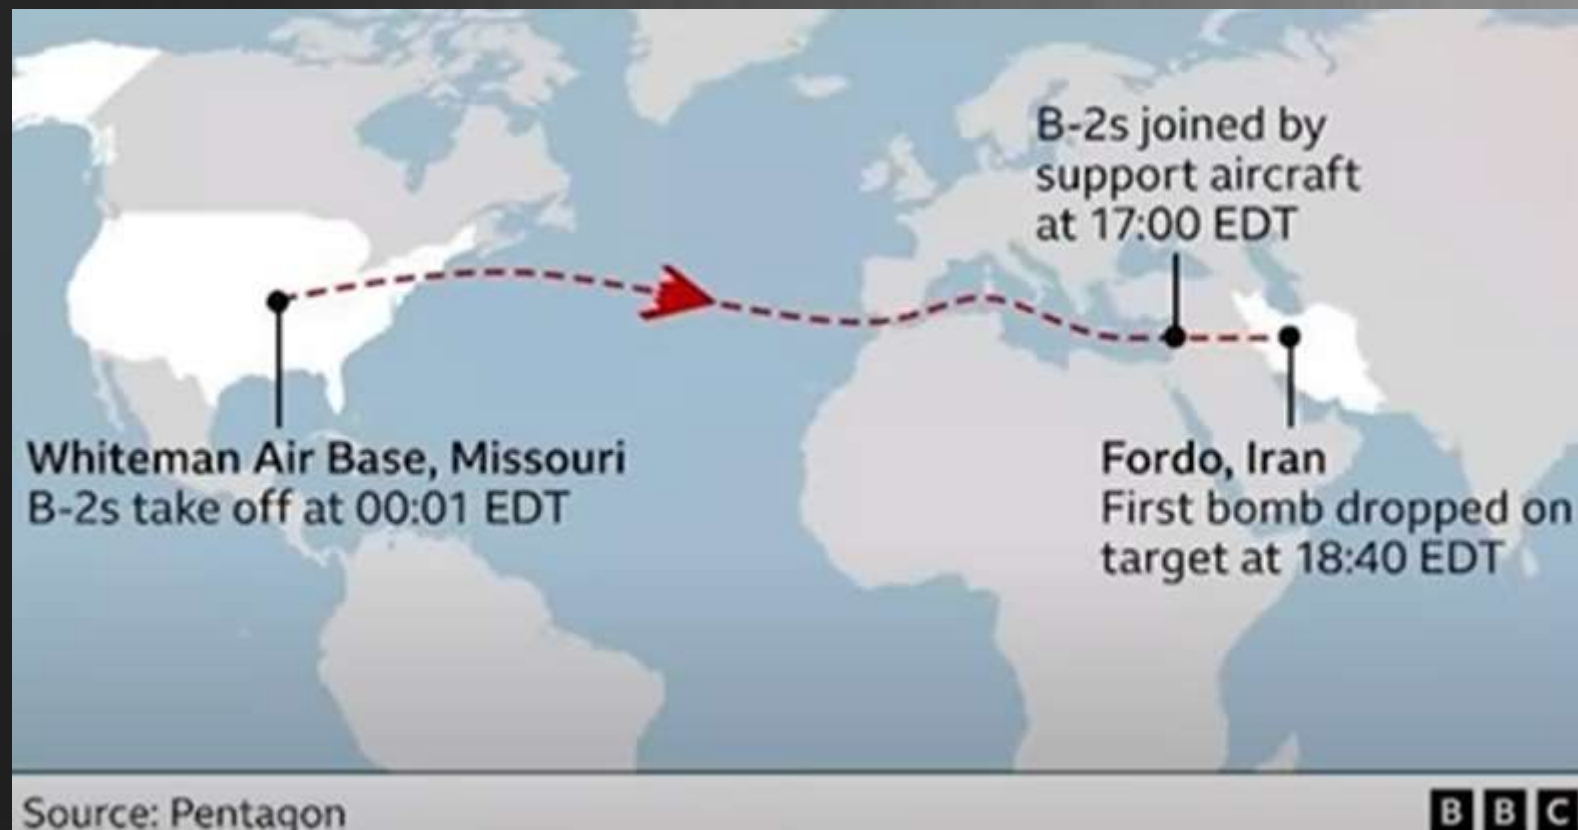 B-2s joined by
support aircraft
at 17:00 EDT
Whiteman Air Base, Missouri
B-2s take off at 00:01 EDT
Fordo, Iran
First bomb dropped on
target at 18:40 EDT
Source: Pentagon
BBC